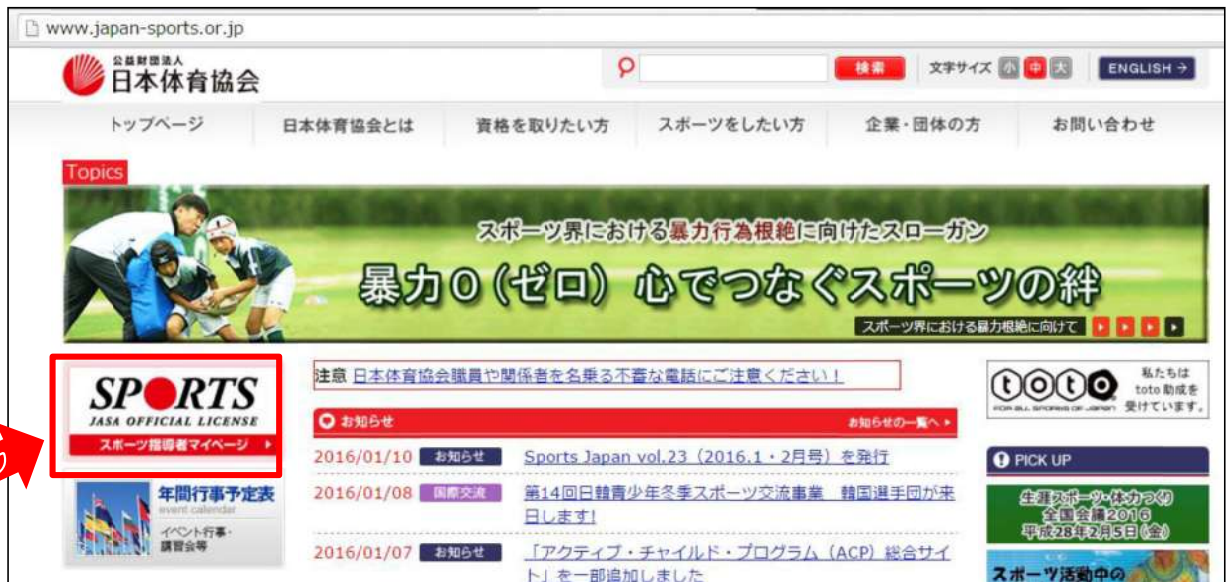 www.japan-sports.or.jp
公益財団法人
日本体育協会
検索
文字サイズ 小 中 大
ENGLISH →
トップページ
日本体育協会とは
資格を取りたい方
スポーツをしたい方
企業・団体の方
お問い合わせ
Topics
スポーツ界における暴力行為根絶に向けたスローガン
暴力0(ゼロ) 心でつなぐスポーツの絆
スポーツ界における暴力根絶に向けて
SPORTS
JASA OFFICIAL LICENSE
スポーツ指導者マイページ
年間行事予定表
event calendar
イベント行事・
講習会等
注意 日本体育協会職員や関係者を名乗る不審な電話にご注意ください!
お知らせ
お知らせの一覧へ
2016/01/10 お知らせ Sports Japan vol.23(2016.1・2月号)を発行
2016/01/08 国際交流 第14回日韓青少年冬季スポーツ交流事業 韓国選手団が来
日します!
2016/01/07 お知らせ 「アクティブ・チャイルド・プログラム(ACP)総合サイ
ト」を一部追加しました
toto
FOR ALL SPORTS OF JAPAN
私たちは
toto 助成を
受けています。
PICK UP
生涯スポーツ・体力つくり
全国会議2016
平成28年2月5日(金)
スポーツ活動中の